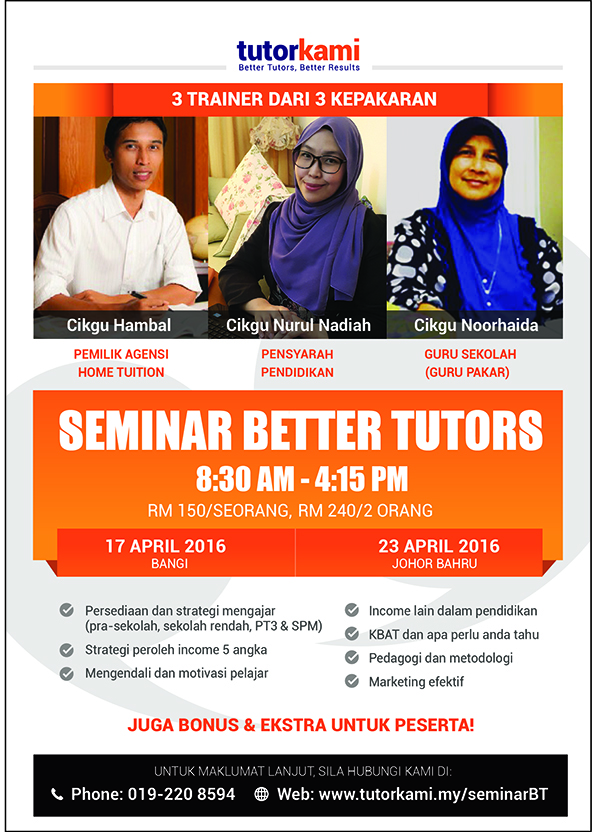 tutorkami
Better Tutors, Better Results
3 TRAINER DARI 3 KEPAKARAN
Cikgu Hambal
Cikgu Nurul Nadiah
Cikgu Noorhaida
PEMILIK AGENSI
HOME TUITION
PENSYARAH
PENDIDIKAN
GURU SEKOLAH
(GURU PAKAR)
SEMINAR BETTER TUTORS
8:30 AM - 4:15 PM
RM 150/SEORANG, RM 240/2 ORANG
17 APRIL 2016
BANGI
23 APRIL 2016
JOHOR BAHRU
Persediaan dan strategi mengajar
(pra-sekolah, sekolah rendah, PT3 & SPM)
Strategi peroleh income 5 angka
Mengendali dan motivasi pelajar
Income lain dalam pendidikan
KBAT dan apa perlu anda tahu
Pedagogi dan metodologi
Marketing efektif
JUGA BONUS & EKSTRA UNTUK PESERTA!
UNTUK MAKLUMAT LANJUT, SILA HUBUNGI KAMI DI:
Phone: 019-220 8594 Web: www.tutorkami.my/seminarBT